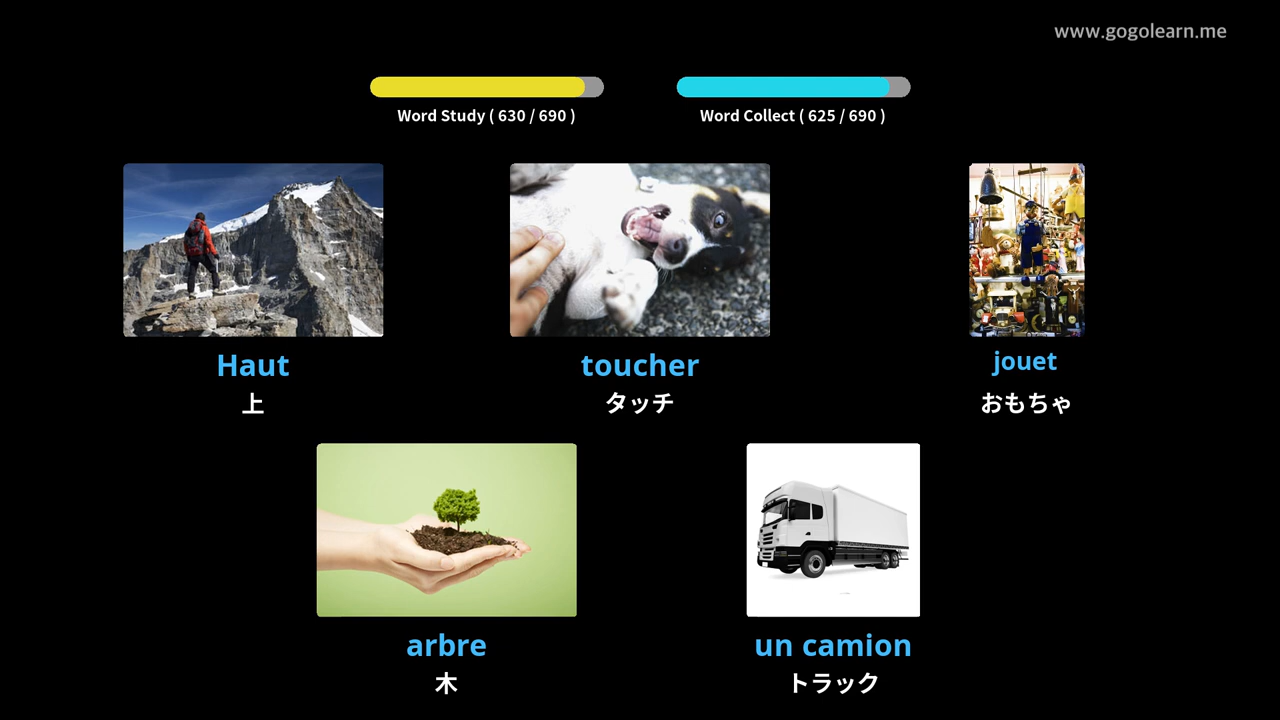 www.gogolearn.me
Word Study ( 630 / 690 )
Word Collect ( 625 / 690 )
Haut
上
toucher
タッチ
jouet
おもちゃ
arbre
木
un camion
トラック